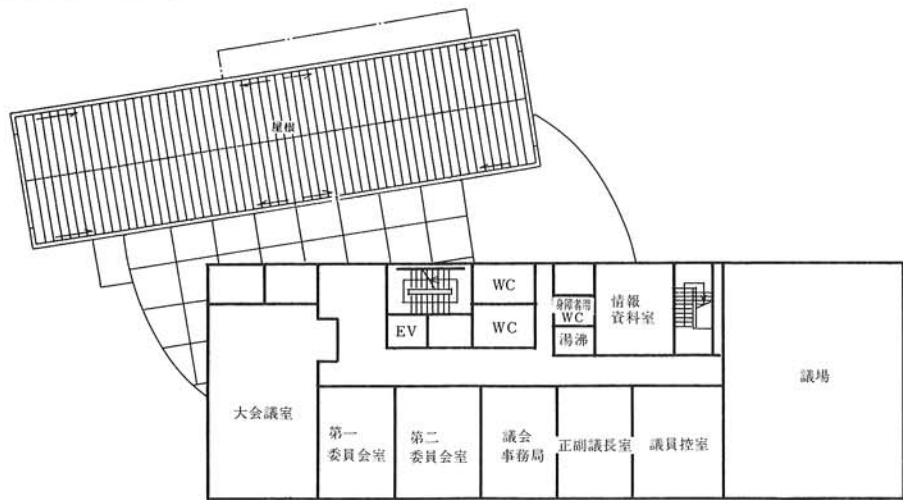 屋根
WC
身障者用
WC
情報
資料室
EV
WC
湯沸
議場
大会議室
第一
委員会室
第二
委員会室
議会
事務局
正副議長室
議員控室